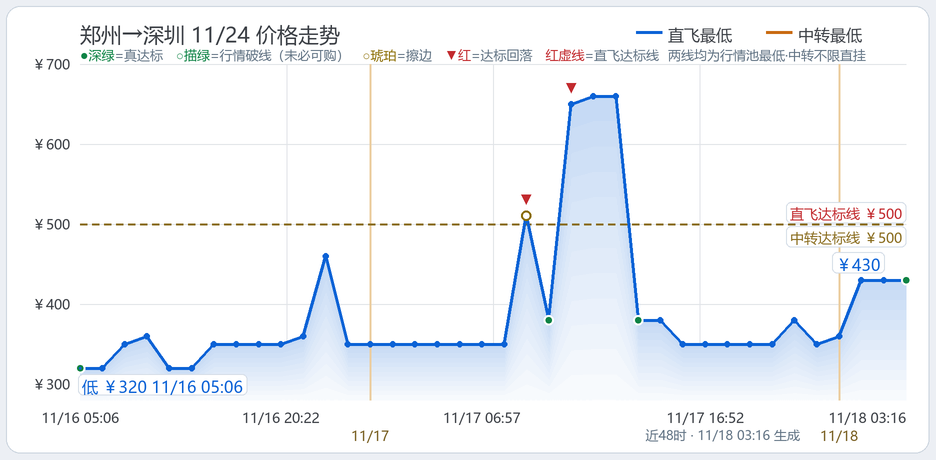 郑州→深圳 11/24 价格走势
直飞最低 中转最低
●深绿=真达标 ○描绿=行情破线（未必可购） ○琥珀=擦边 ▼红=达标回落 红虚线=直飞达标线 两线均为行情池最低·中转不限直挂
¥700
¥600
¥500
¥400
¥300
直飞达标线 ¥500
中转达标线 ¥500
¥430
低 ¥320 11/16 05:06
11/16 05:06 11/16 20:22 11/17 06:57 11/17 16:52 11/18 03:16
11/17 近48时 · 11/18 03:16 生成 11/18